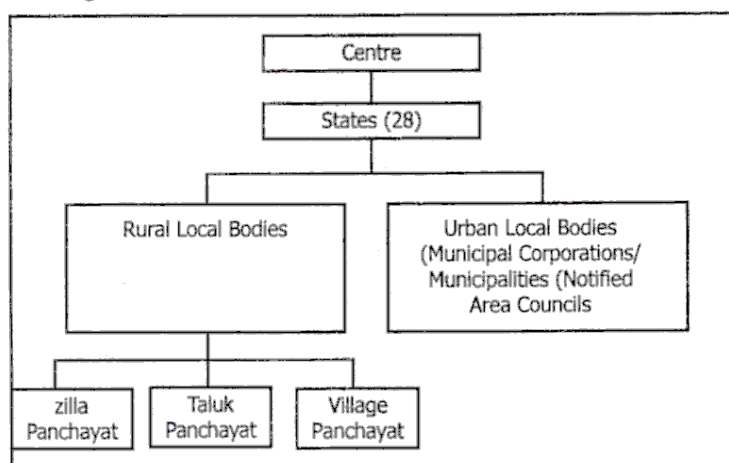 Centre
States (28)
Rural Local Bodies
Urban Local Bodies
(Municipal Corporations/
Municipalities (Notified
Area Councils
zilla
Panchayat
Taluk
Panchayat
Village
Panchayat